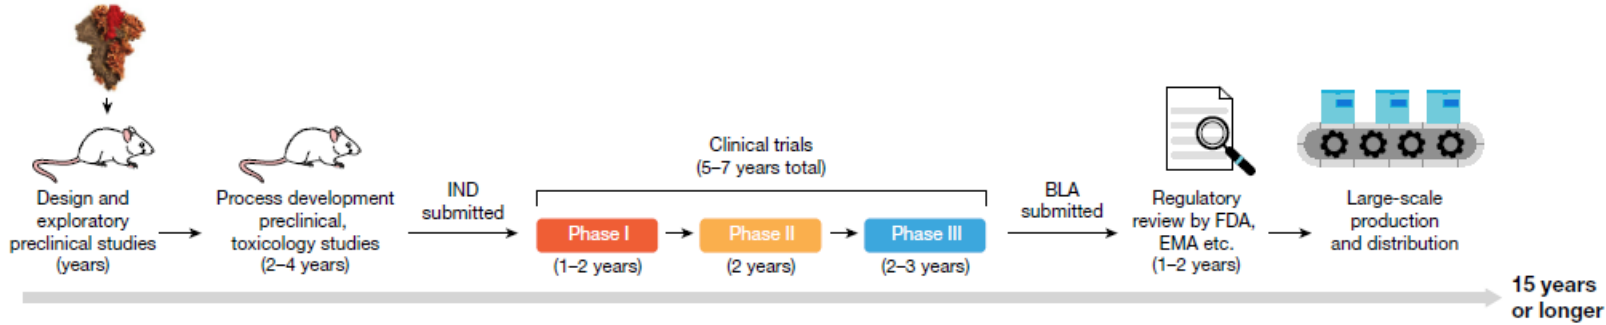 Design and
exploratory
preclinical studies
(years)
Process development
preclinical,
toxicology studies
(2–4 years)
IND
submitted
Clinical trials
(5–7 years total)
Phase I
(1–2 years)
Phase II
(2 years)
Phase III
(2–3 years)
BLA
submitted
Regulatory
review by FDA,
EMA etc.
(1–2 years)
Large-scale
production
and distribution
15 years
or longer